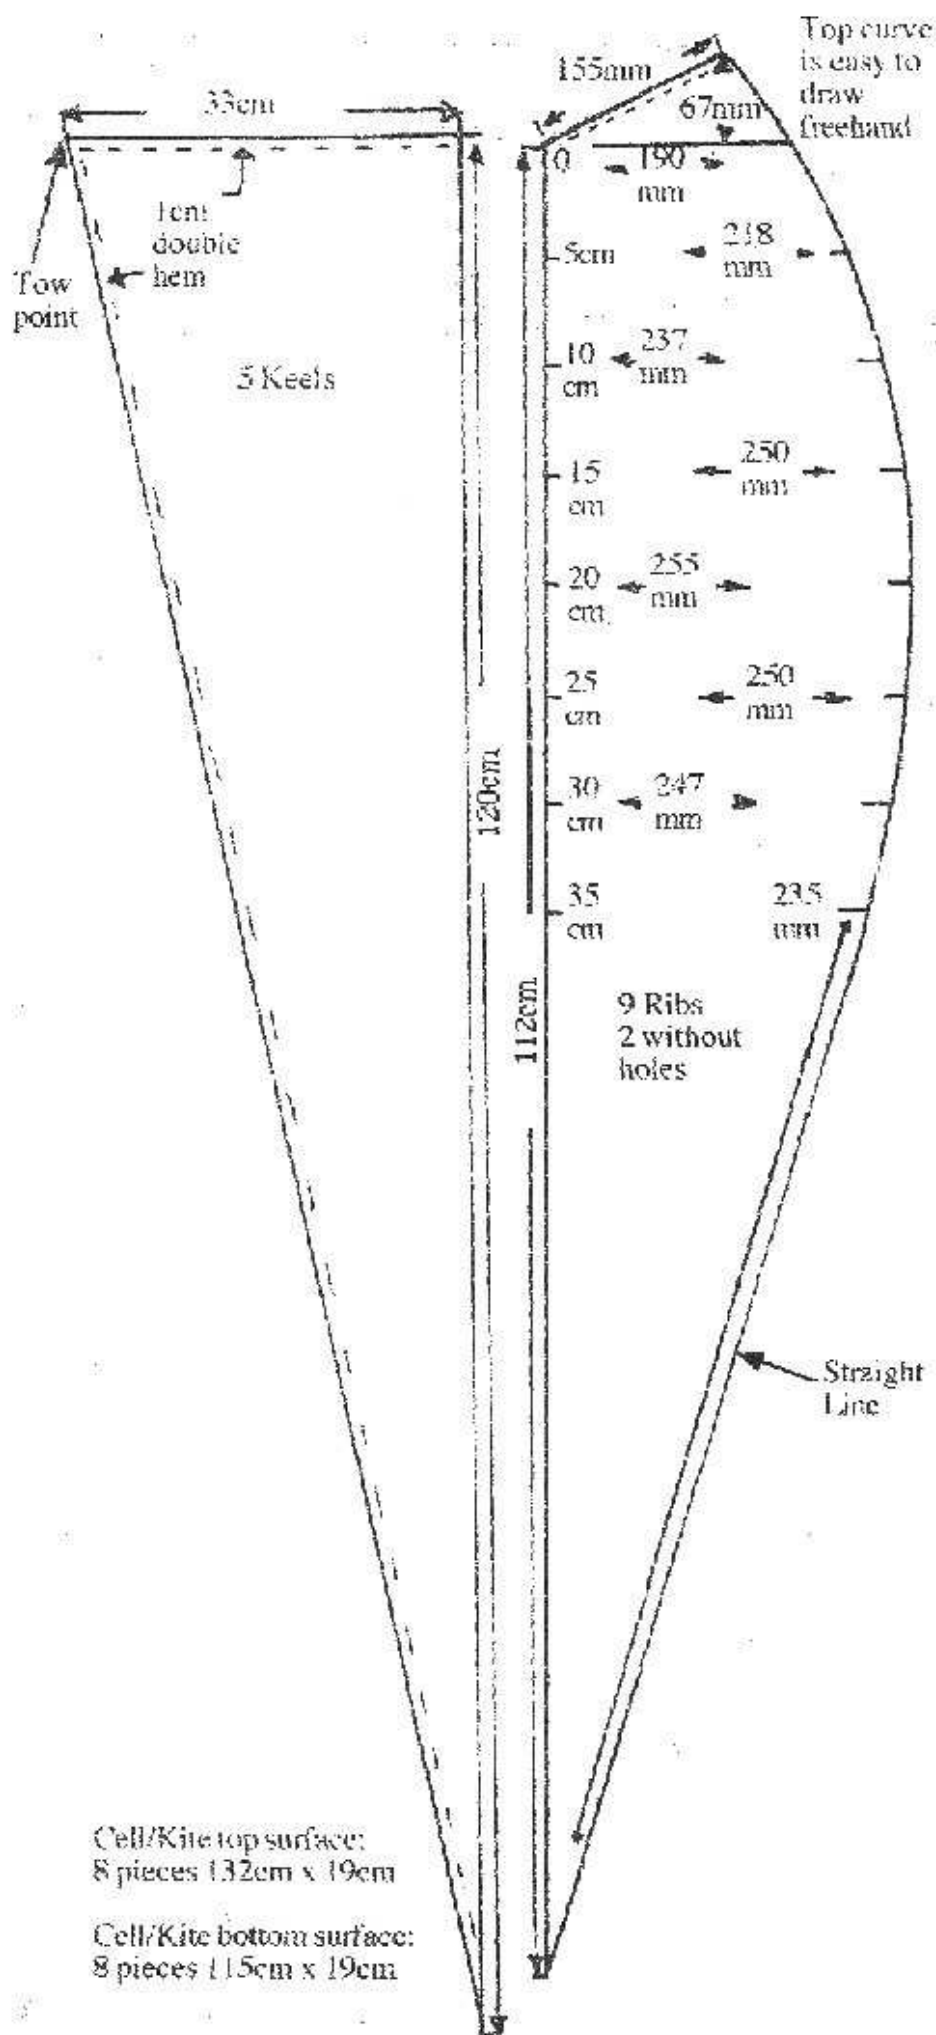 Top curve
is easy to
draw
freehand
155mm
67mm
33cm
0
190
mm
1cm
double
hem
Tow
point
5cm
218
mm
5 Keels
10
cm
237
mm
15
cm
250
mm
20
cm
255
mm
25
cm
250
mm
120cm
30
cm
247
mm
35
cm
235
mm
112cm
9 Ribs
2 without
holes
Straight
Line
Cell/Kite top surface:
8 pieces 132cm x 19cm
Cell/Kite bottom surface:
8 pieces 115cm x 19cm